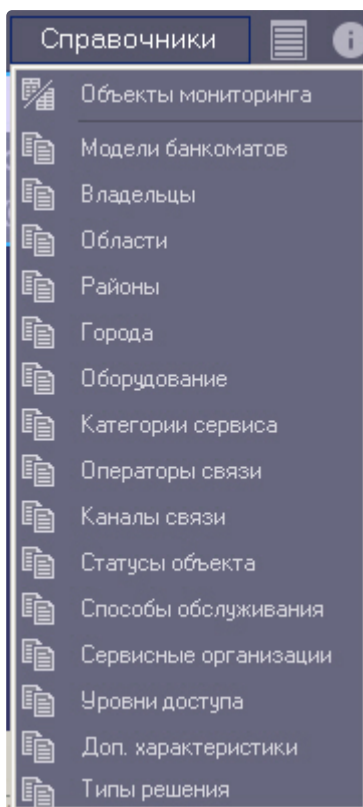 Справочники
Объекты мониторинга
Модели банкоматов
Владельцы
Области
Районы
Города
Оборудование
Категории сервиса
Операторы связи
Каналы связи
Статусы объекта
Способы обслуживания
Сервисные организации
Уровни доступа
Доп. характеристики
Типы решения